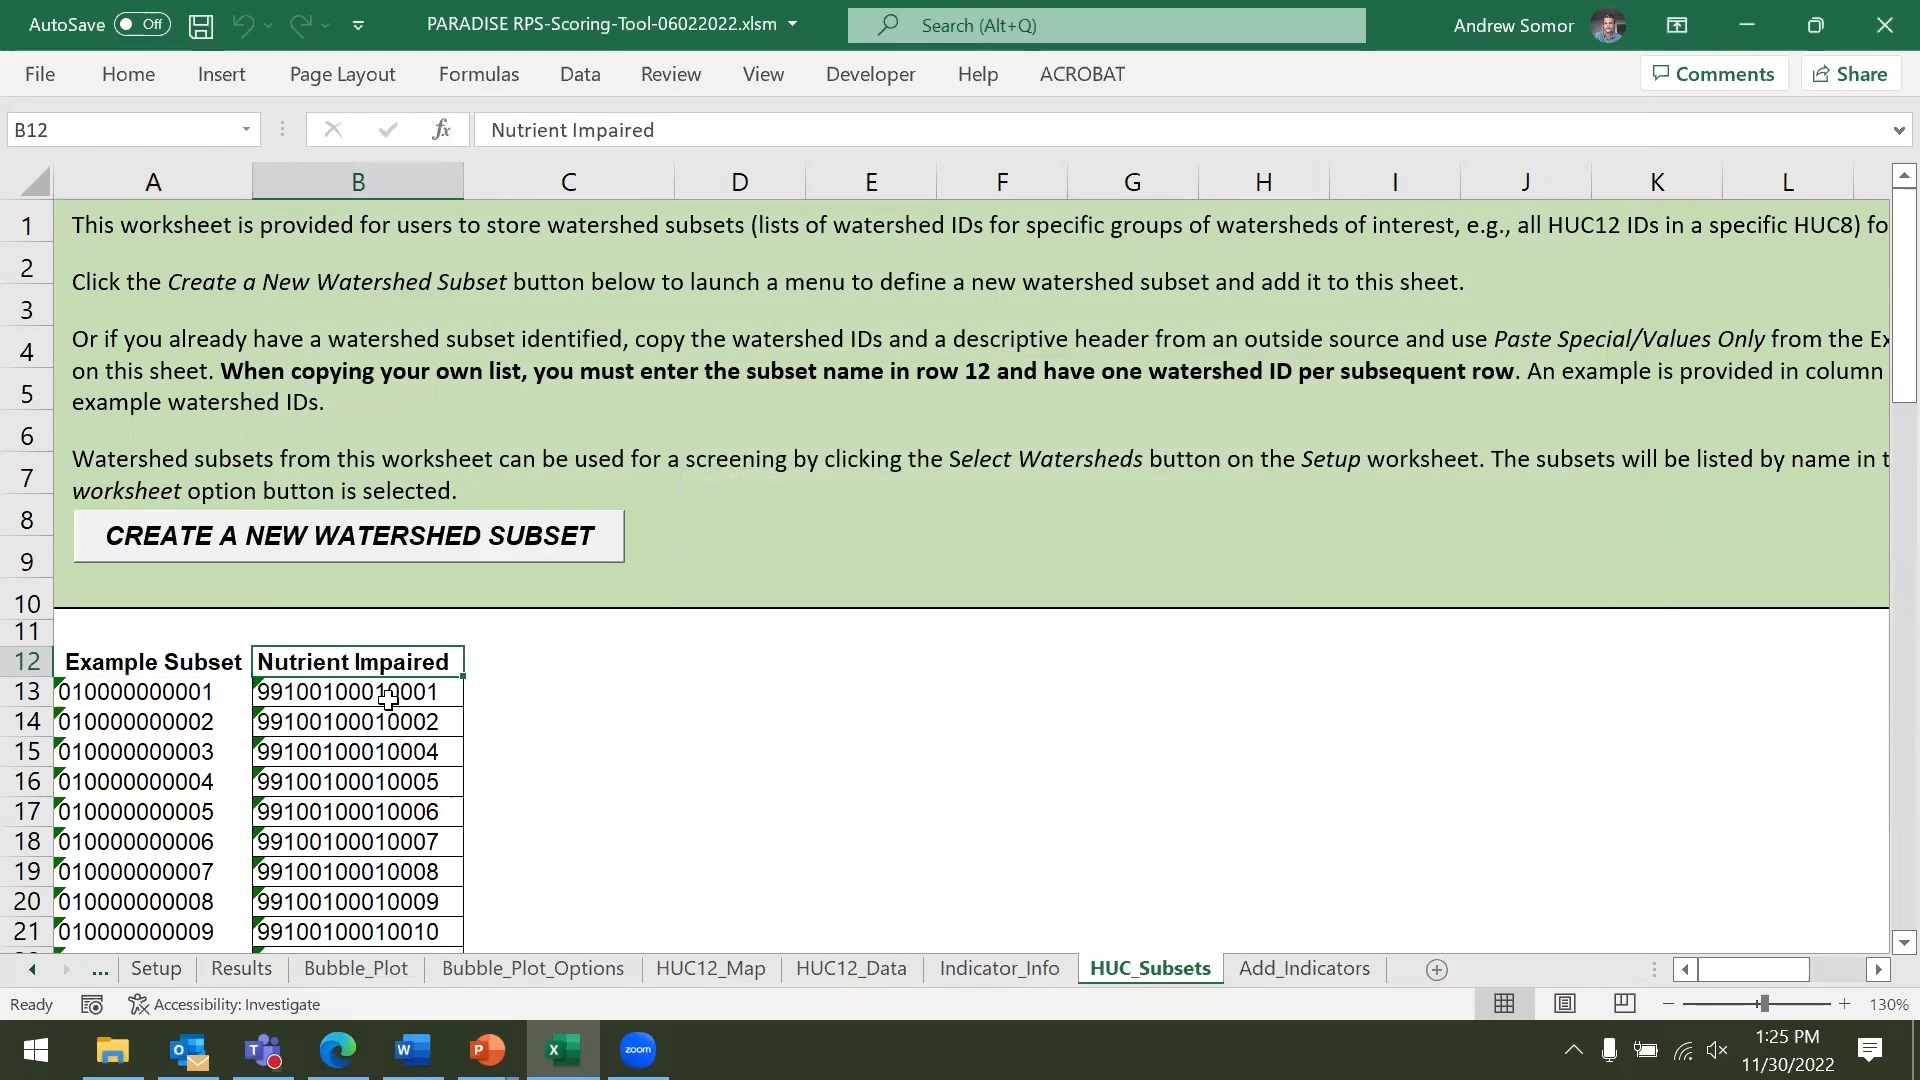 AutoSave Off PARADISE RPS-Scoring-Tool-06022022.xlsm Search (Alt+Q) Andrew Somor
File Home Insert Page Layout Formulas Data Review View Developer Help ACROBAT Comments Share
B12 fx Nutrient Impaired
A B C D E F G H I J K L
1 This worksheet is provided for users to store watershed subsets (lists of watershed IDs for specific groups of watersheds of interest, e.g., all HUC12 IDs in a specific HUC8) fo
2 Click the Create a New Watershed Subset button below to launch a menu to define a new watershed subset and add it to this sheet.
3
4 Or if you already have a watershed subset identified, copy the watershed IDs and a descriptive header from an outside source and use Paste Special/Values Only from the Ex
on this sheet. When copying your own list, you must enter the subset name in row 12 and have one watershed ID per subsequent row. An example is provided in column
5 example watershed IDs.
6
7 Watershed subsets from this worksheet can be used for a screening by clicking the Select Watersheds button on the Setup worksheet. The subsets will be listed by name in t
worksheet option button is selected.
8 CREATE A NEW WATERSHED SUBSET
9
10
11
12 Example Subset Nutrient Impaired
13 010000000001 99100100010001
14 010000000002 99100100010002
15 010000000003 99100100010004
16 010000000004 99100100010005
17 010000000005 99100100010006
18 010000000006 99100100010007
19 010000000007 99100100010008
20 010000000008 99100100010009
21 010000000009 99100100010010
... Setup Results Bubble_Plot Bubble_Plot_Options HUC12_Map HUC12_Data Indicator_Info HUC_Subsets Add_Indicators
Ready Accessibility: Investigate 130%
zoom 1:25 PM
11/30/2022